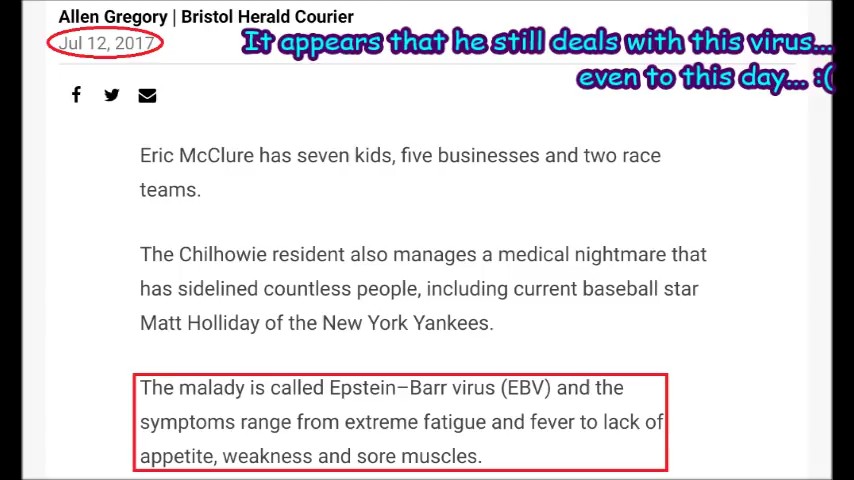 Allen Gregory | Bristol Herald Courier
Jul 12, 2017
It appears that he still deals with this virus...
even to this day... :(
Eric McClure has seven kids, five businesses and two race
teams.
The Chilhowie resident also manages a medical nightmare that
has sidelined countless people, including current baseball star
Matt Holliday of the New York Yankees.
The malady is called Epstein–Barr virus (EBV) and the
symptoms range from extreme fatigue and fever to lack of
appetite, weakness and sore muscles.